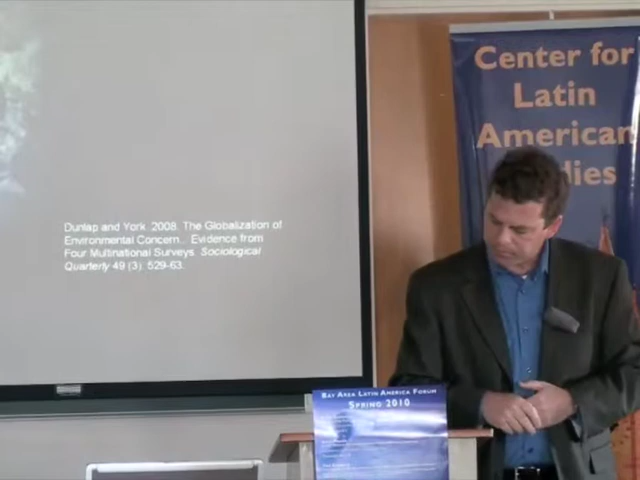 Dunlap and York. 2008. The Globalization of
Environmental Concern... Evidence from
Four Multinational Surveys. Sociological
Quarterly 49 (3): 529-63.
Center for
Latin
American
dies
BAY AREA LATIN AMERICA FORUM
SPRING 2010